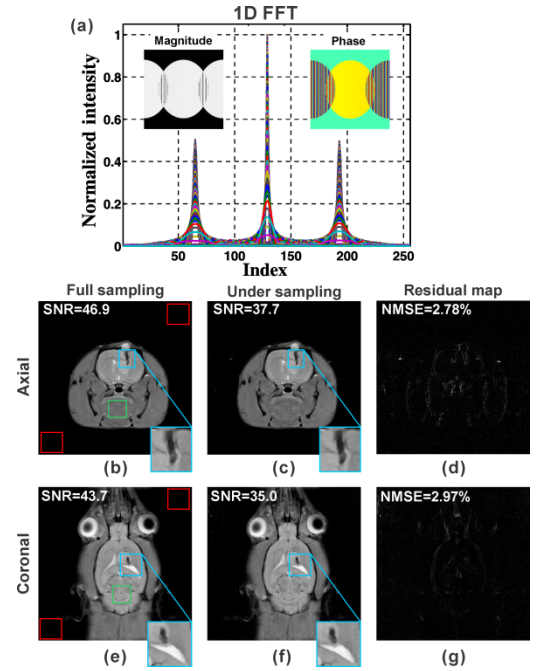 1D FFT
(a)
Magnitude
Phase
Normalized intensity
1
0.8
0.6
0.4
0.2
0
50
100
150
200
250
Index
Full sampling
Under sampling
Residual map
Axial
SNR=46.9
SNR=37.7
NMSE=2.78%
(b)
(c)
(d)
Coronal
SNR=43.7
SNR=35.0
NMSE=2.97%
(e)
(f)
(g)